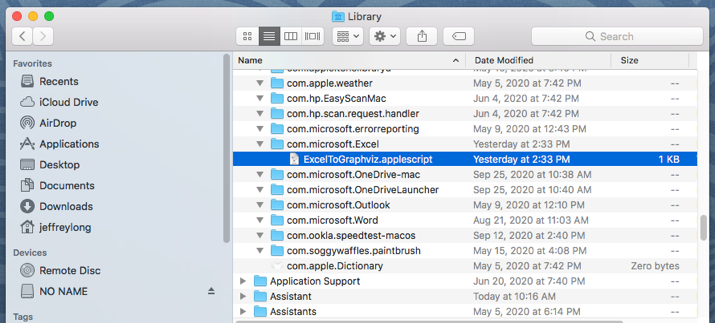 Library
Search
Favorites
Recents
iCloud Drive
AirDrop
Applications
Desktop
Documents
Downloads
jeffreylong
Devices
Remote Disc
NO NAME
Tags
Name Date Modified Size
com.apple.weather May 5, 2020 at 7:42 PM --
com.hp.EasyScanMac Jun 4, 2020 at 7:42 PM --
com.hp.scan.request.handler Jun 4, 2020 at 7:42 PM --
com.microsoft.errorreporting May 9, 2020 at 12:43 PM --
com.microsoft.Excel Yesterday at 2:33 PM --
ExcelToGraphviz.applescript Yesterday at 2:33 PM 1 KB
com.microsoft.OneDrive-mac Sep 25, 2020 at 10:38 AM --
com.microsoft.OneDriveLauncher Sep 25, 2020 at 10:40 AM --
com.microsoft.Outlook May 9, 2020 at 12:10 PM --
com.microsoft.Word Aug 21, 2020 at 11:03 AM --
com.ookla.speedtest-macos Sep 12, 2020 at 2:40 PM --
com.soggywaffles.paintbrush May 15, 2020 at 4:08 PM --
com.apple.Dictionary May 5, 2020 at 7:42 PM Zero bytes
Application Support Jun 20, 2020 at 7:40 PM --
Assistant Today at 10:16 AM --
Assistants May 5, 2020 at 6:14 PM --